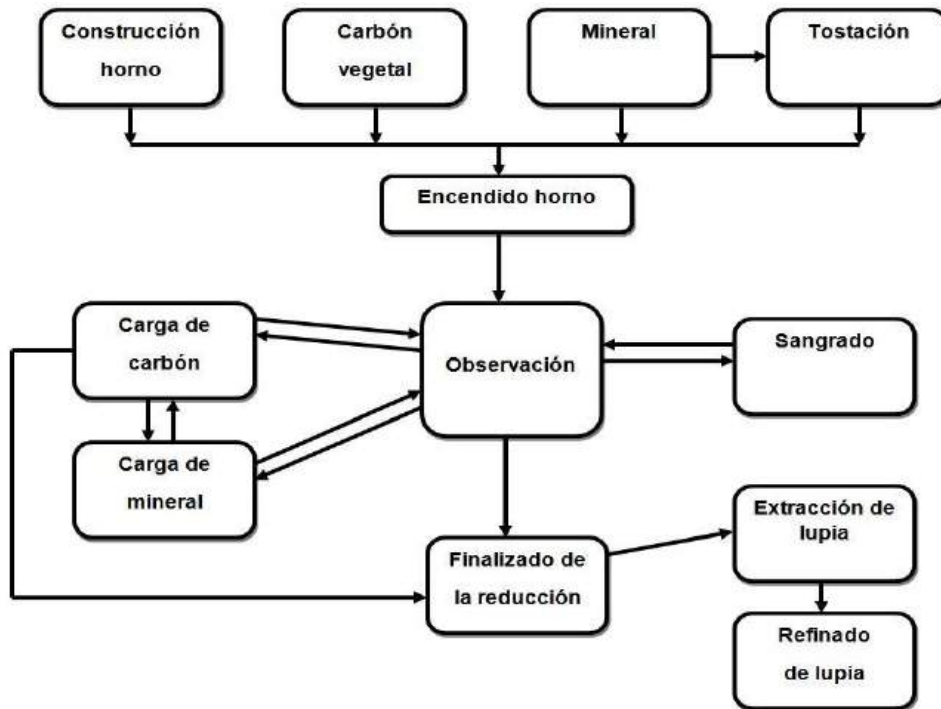 Construcción
horno
Carbón
vegetal
Mineral
Tostación
Encendido horno
Carga de
carbón
Observación
Sangrado
Carga de
mineral
Finalizado de
la reducción
Extracción de
lupia
Refinado
de lupia